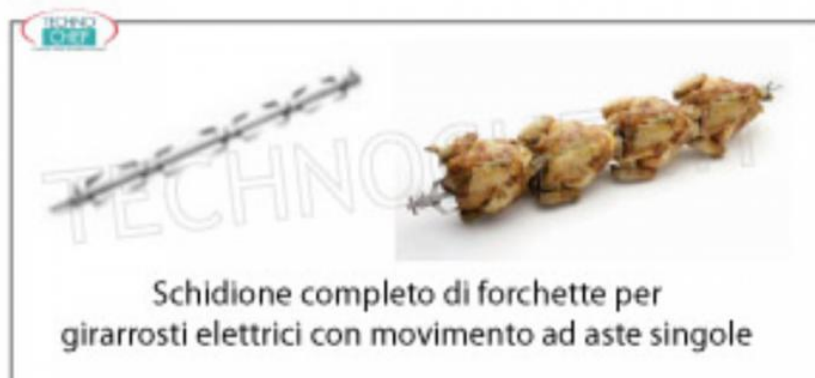 TECHNO
CHEF
TECHNOCHEF
Schidione completo di forchette per
girarrosti elettrici con movimento ad aste singole